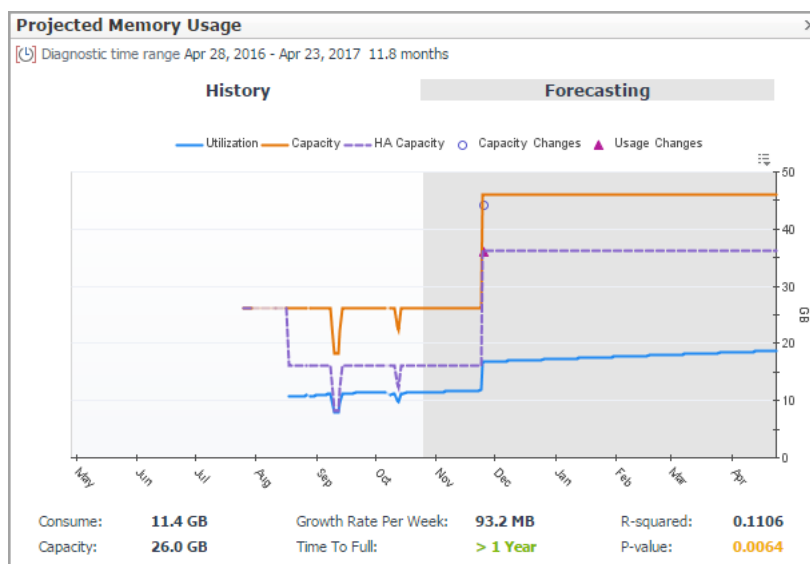 Projected Memory Usage
Diagnostic time range Apr 28, 2016 - Apr 23, 2017 11.8 months
History Forecasting
Utilization Capacity HA Capacity Capacity Changes Usage Changes
50
40
30
20
10
0
GB
May Jun Jul Aug Sep Oct Nov Dec Jan Feb Mar Apr
Consume: 11.4 GB Growth Rate Per Week: 93.2 MB R-squared: 0.1106
Capacity: 26.0 GB Time To Full: > 1 Year P-value: 0.0064